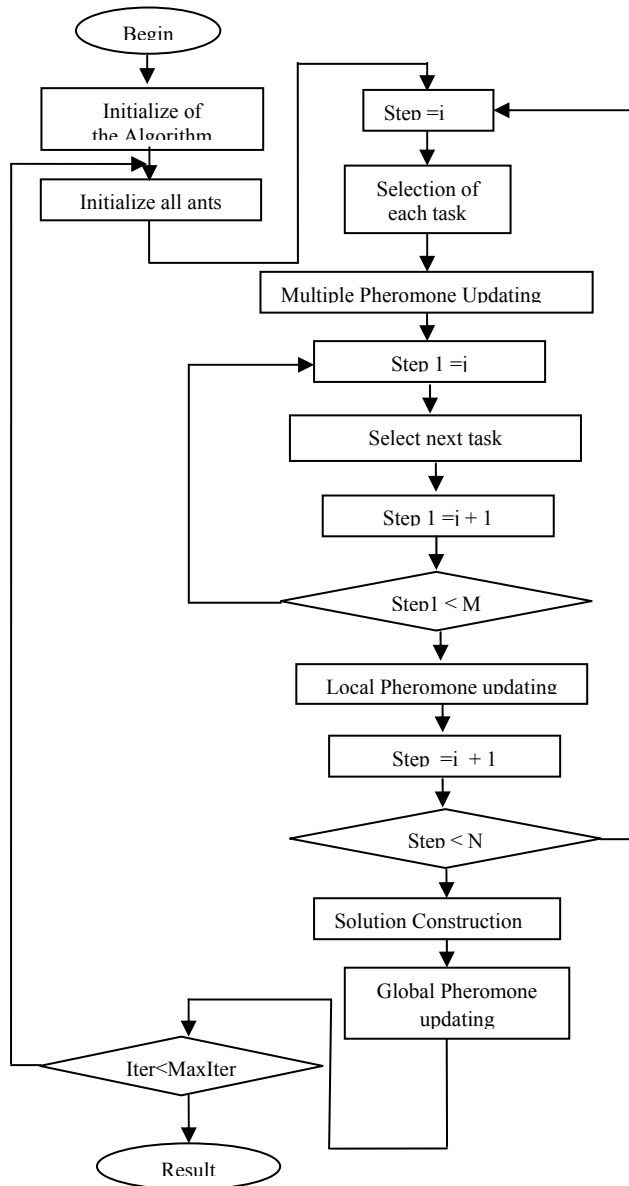 Begin
Initialize of
the Algorithm
Initialize all ants
Step =i
Selection of
each task
Multiple Pheromone Updating
Step 1 =j
Select next task
Step 1 =j + 1
Step1 < M
Local Pheromone updating
Step =i + 1
Step < N
Solution Construction
Global Pheromone
updating
Iter<MaxIter
Result